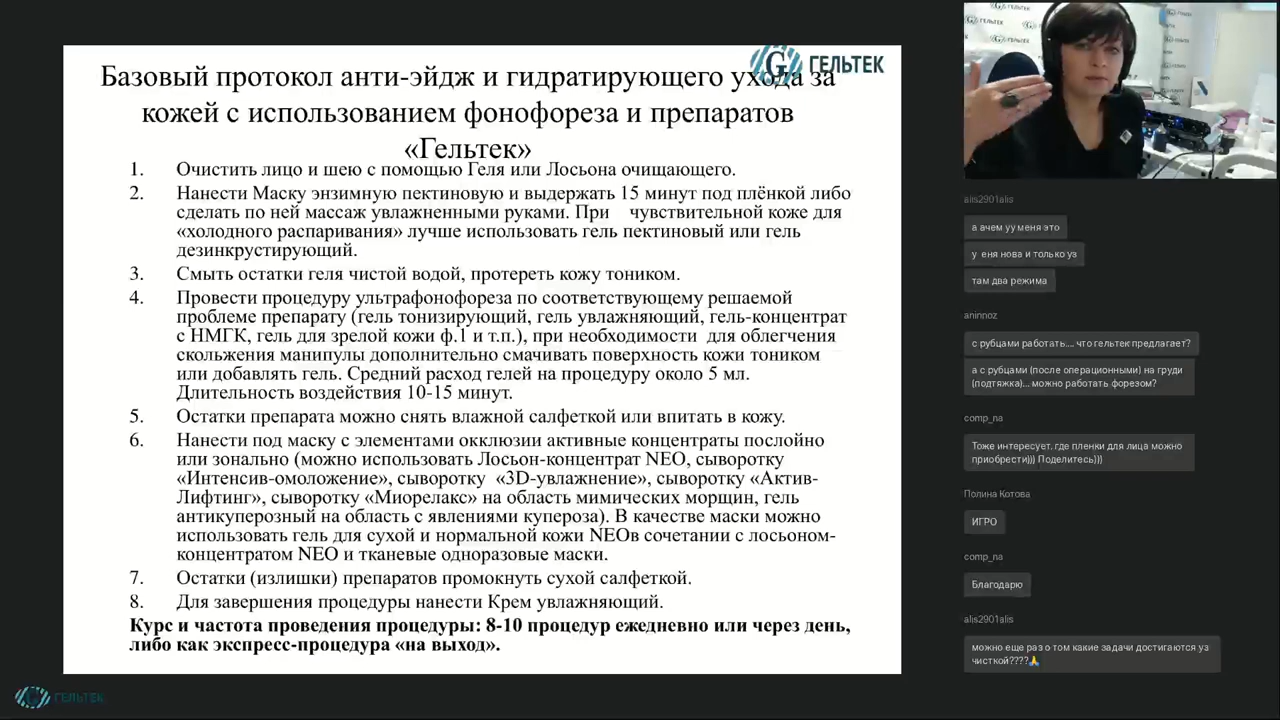 ГЕЛЬТЕК
Базовый протокол анти-эйдж и гидратирующего ухода за
кожей с использованием фонофореза и препаратов
«Гельтек»
1. Очистить лицо и шею с помощью Геля или Лосьона очищающего.
2. Нанести Маску энзимную пектиновую и выдержать 15 минут под плёнкой либо
сделать по ней массаж увлажненными руками. При чувствительной коже для
«холодного распаривания» лучше использовать гель пектиновый или гель
дезинкрустирующий.
3. Смыть остатки геля чистой водой, протереть кожу тоником.
4. Провести процедуру ультрафонофореза по соответствующему решаемой
проблеме препарату (гель тонизирующий, гель увлажняющий, гель-концентрат
с НМГК, гель для зрелой кожи ф.1 и т.п.), при необходимости для облегчения
скольжения манипулы дополнительно смачивать поверхность кожи тоником
или добавлять гель. Средний расход гелей на процедуру около 5 мл.
Длительность воздействия 10-15 минут.
5. Остатки препарата можно снять влажной салфеткой или впитать в кожу.
6. Нанести под маску с элементами окклюзии активные концентраты послойно
или зонально (можно использовать Лосьон-концентрат NEO, сыворотку
«Интенсив-омоложение», сыворотку «3D-увлажнение», сыворотку «Актив-
Лифтинг», сыворотку «Миорелакс» на область мимических морщин, гель
антикуперозный на область с явлениями купероза). В качестве маски можно
использовать гель для сухой и нормальной кожи NEOв сочетании с лосьоном-
концентратом NEO и тканевые одноразовые маски.
7. Остатки (излишки) препаратов промокнуть сухой салфеткой.
8. Для завершения процедуры нанести Крем увлажняющий.
Курс и частота проведения процедуры: 8-10 процедур ежедневно или через день,
либо как экспресс-процедура «на выход».
ГЕЛЬТЕК
ГЕЛЬТЕК
alis2901alis
а ачем уу меня это
у еня нова и только уз
там два режима
aninnoz
с рубцами работать.... что гельтек предлагает?
а с рубцами (после операционными) на груди
(подтяжка)... можно работать форезом?
comp_na
Тоже интересует. где пленки для лица можно
приобрести))) Поделитесь)))
Полина Котова
ИГРО
comp_na
Благодарю
alis2901alis
можно еще раз о том какие задачи достигаются уз
чисткой????🙏